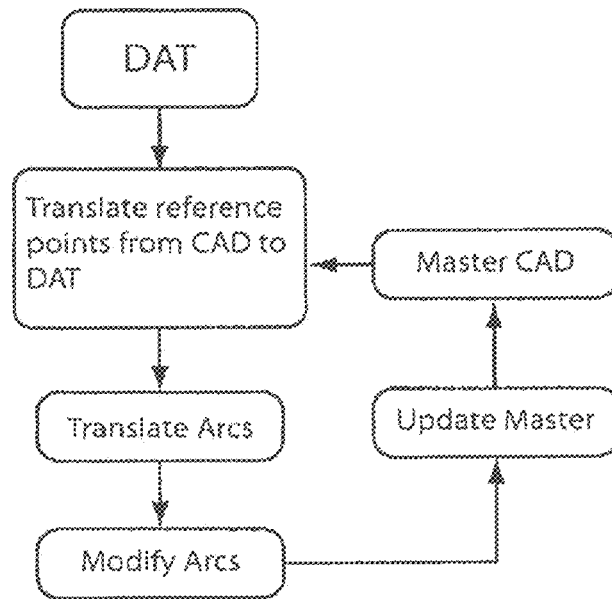 DAT
Translate reference
points from CAD to
DAT
Master CAD
Translate Arcs
Update Master
Modify Arcs